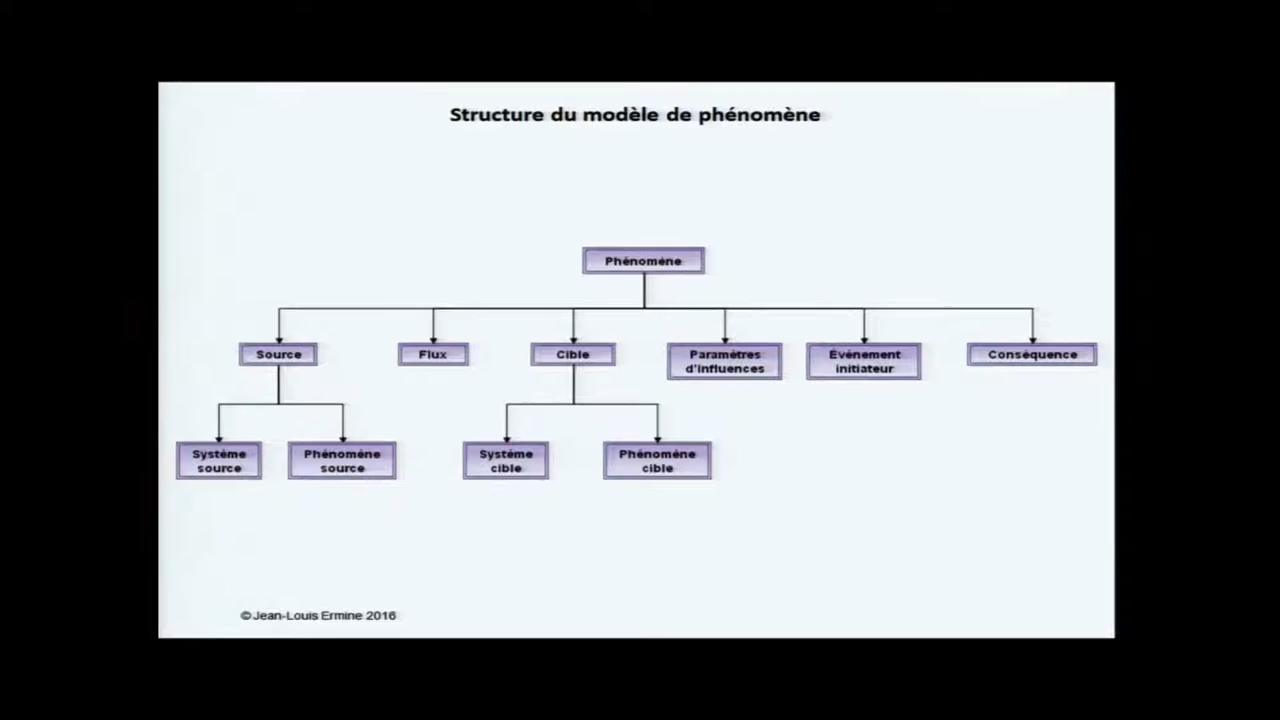 Structure du modèle de phénomène
Phénomène
Source
Flux
Cible
Paramètres
d'influences
Événement
initiateur
Conséquence
Système
source
Phénomène
source
Système
cible
Phénomène
cible
©Jean-Louis Ermine 2016